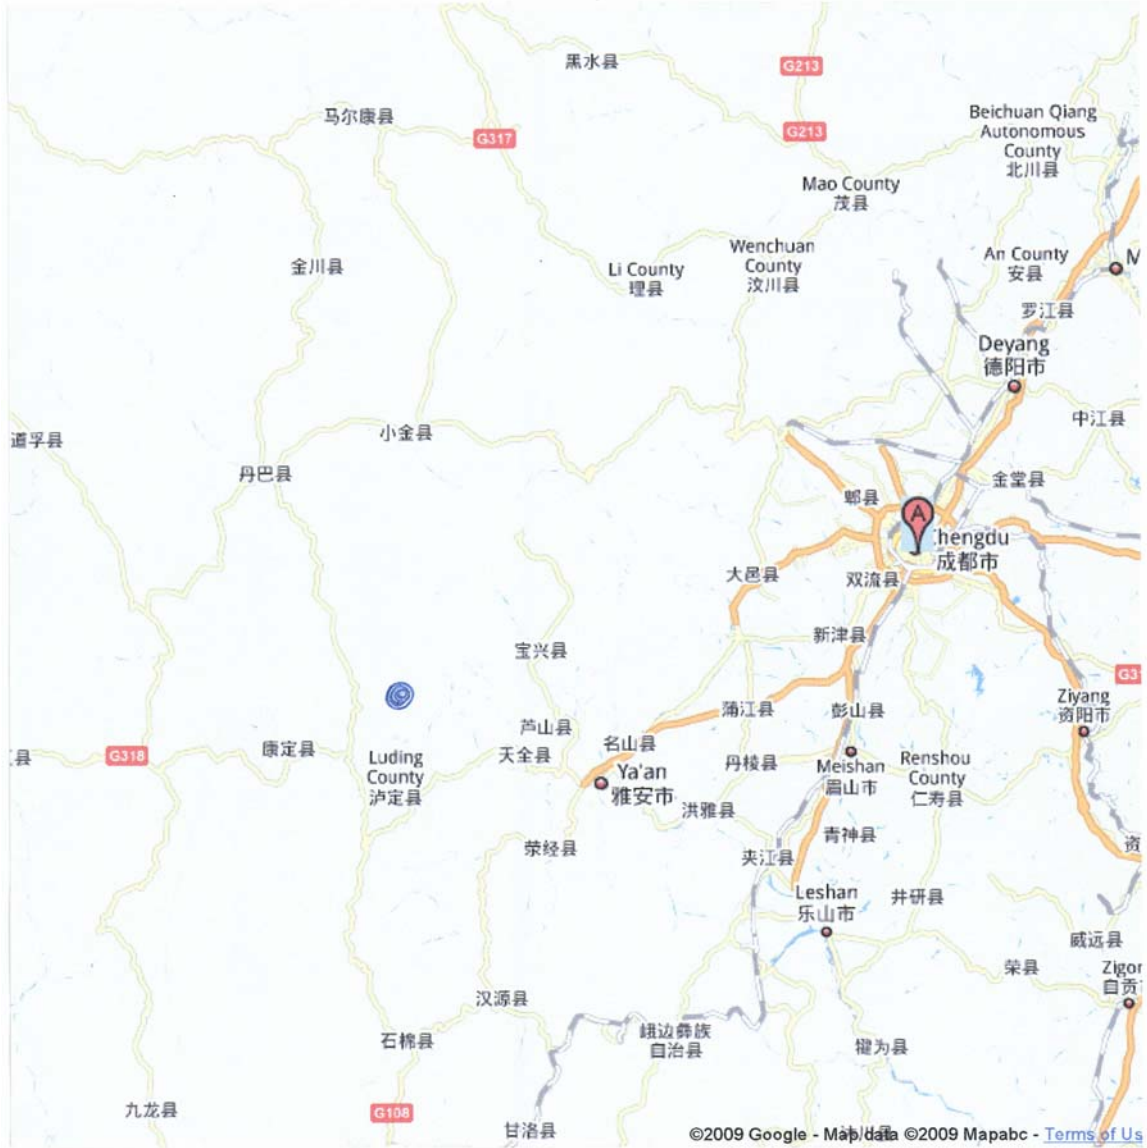 黑水县
G213
马尔康县
G317
G213
Beichuan Qiang
Autonomous
County
北川县
Mao County
茂县
金川县
Li County
理县
Wenchuan
County
汶川县
An County
安县
M
罗江县
Deyang
德阳市
道孚县
小金县
中江县
丹巴县
郫县
金堂县
A
Chengdu
成都市
大邑县
双流县
新津县
宝兴县
G31
Ziyang
资阳市
蒲江县
彭山县
芦山县
天全县
名山县
县
G318
康定县
Luding
County
泸定县
Ya'an
雅安市
丹棱县
Meishan
眉山市
Renshou
County
仁寿县
洪雅县
荥经县
青神县
夹江县
资
Leshan
乐山市
井研县
威远县
荣县
Zigon
自贡
汉源县
石棉县
峨边彝族
自治县
犍为县
九龙县
G108
甘洛县
©2009 Google - Map data ©2009 Mapabc - Terms of Us